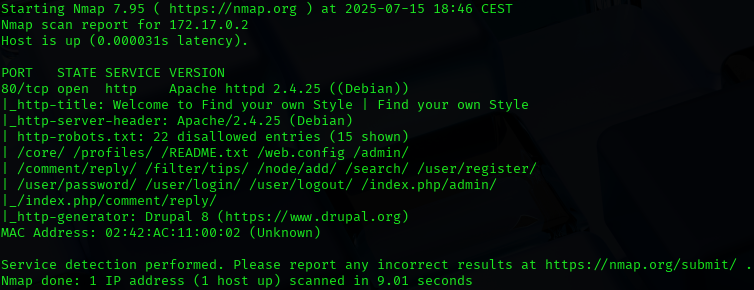 Starting Nmap 7.95 ( https://nmap.org ) at 2025-07-15 18:46 CEST
Nmap scan report for 172.17.0.2
Host is up (0.000031s latency).

PORT   STATE SERVICE VERSION
80/tcp open  http    Apache httpd 2.4.25 ((Debian))
|_http-title: Welcome to Find your own Style | Find your own Style
|_http-server-header: Apache/2.4.25 (Debian)
| http-robots.txt: 22 disallowed entries (15 shown)
| /core/ /profiles/ /README.txt /web.config /admin/
| /comment/reply/ /filter/tips/ /node/add/ /search/ /user/register/
| /user/password/ /user/login/ /user/logout/ /index.php/admin/
|_/index.php/comment/reply/
|_http-generator: Drupal 8 (https://www.drupal.org)
MAC Address: 02:42:AC:11:00:02 (Unknown)

Service detection performed. Please report any incorrect results at https://nmap.org/submit/ .
Nmap done: 1 IP address (1 host up) scanned in 9.01 seconds